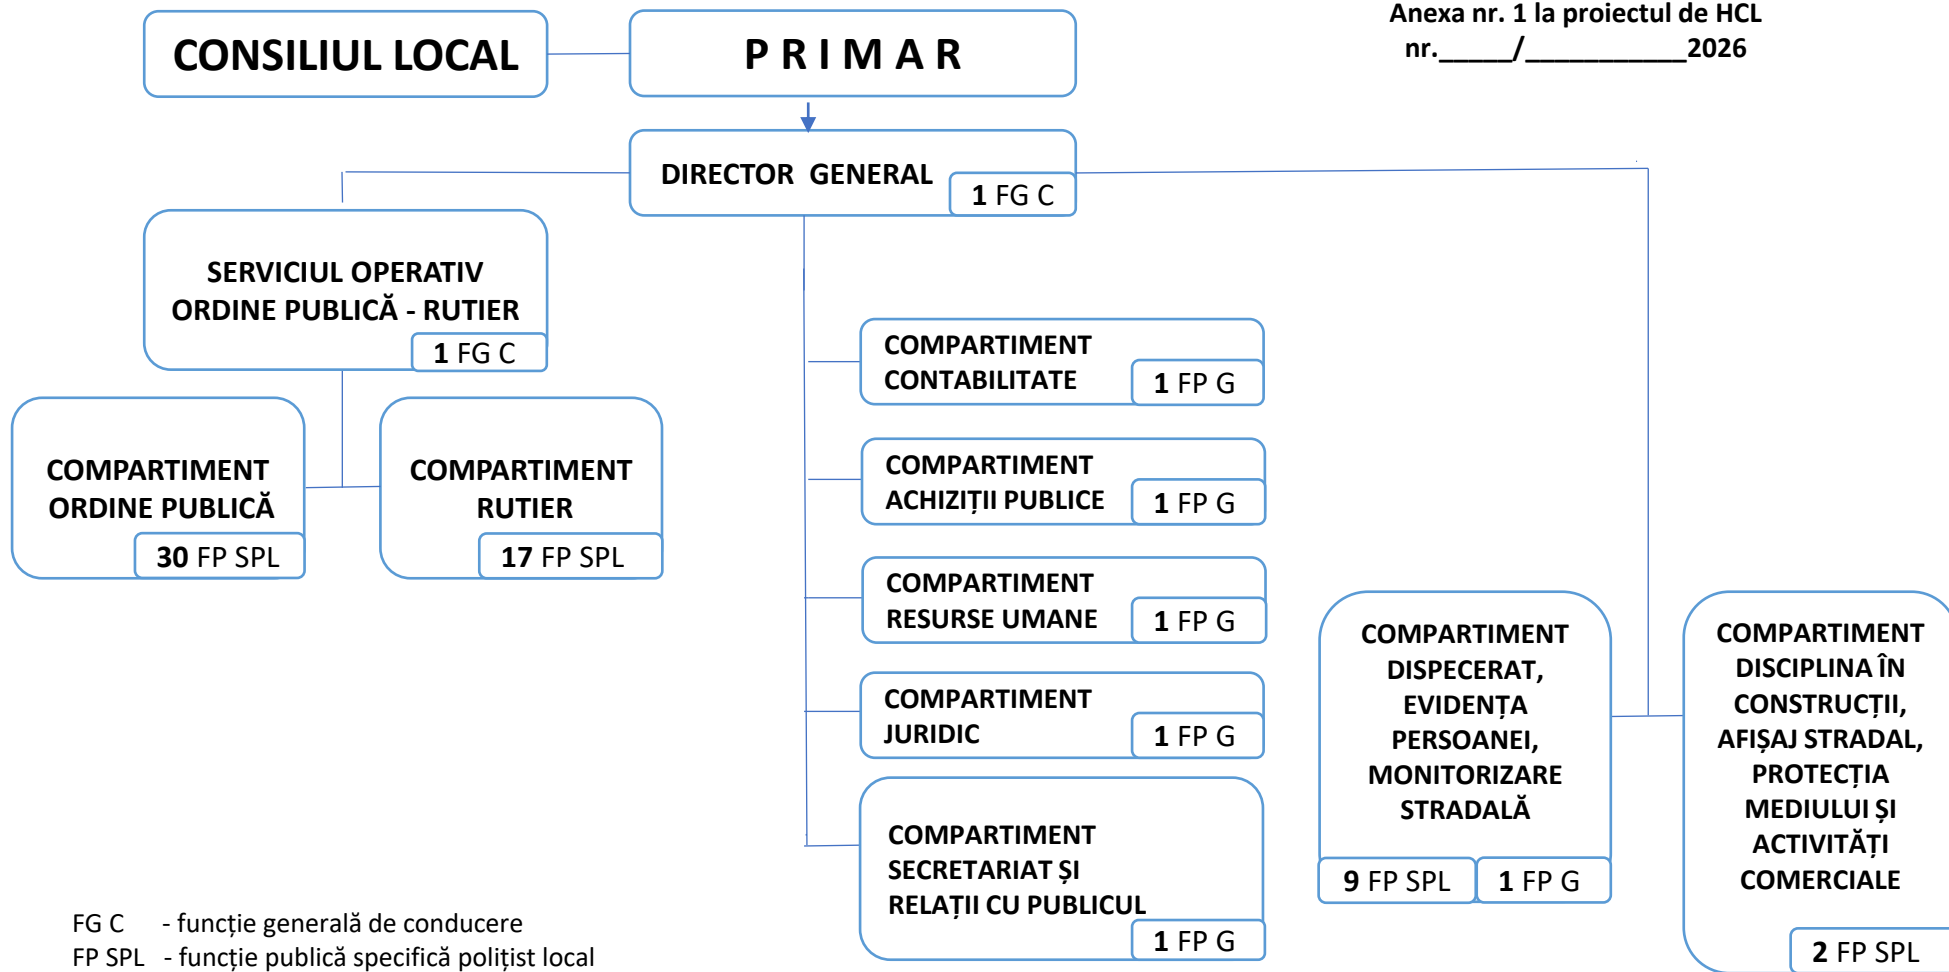 Anexa nr. 1 la proiectul de HCL
nr._____/___________2026
CONSILIUL LOCAL
P R I M A R
DIRECTOR GENERAL
1 FG C
SERVICIUL OPERATIV
ORDINE PUBLICĂ - RUTIER
1 FG C
COMPARTIMENT
ORDINE PUBLICĂ
30 FP SPL
COMPARTIMENT
RUTIER
17 FP SPL
COMPARTIMENT
CONTABILITATE
1 FP G
COMPARTIMENT
ACHIZIȚII PUBLICE
1 FP G
COMPARTIMENT
RESURSE UMANE
1 FP G
COMPARTIMENT
JURIDIC
1 FP G
COMPARTIMENT
SECRETARIAT ȘI
RELAȚII CU PUBLICUL
1 FP G
COMPARTIMENT
DISPECERAT,
EVIDENȚA
PERSOANEI,
MONITORIZARE
STRADALĂ
9 FP SPL
1 FP G
COMPARTIMENT
DISCIPLINA ÎN
CONSTRUCȚII,
AFIȘAJ STRADAL,
PROTECȚIA
MEDIULUI ȘI
ACTIVITĂȚI
COMERCIALE
2 FP SPL
FG C - funcție generală de conducere
FP SPL - funcție publică specifică polițist local